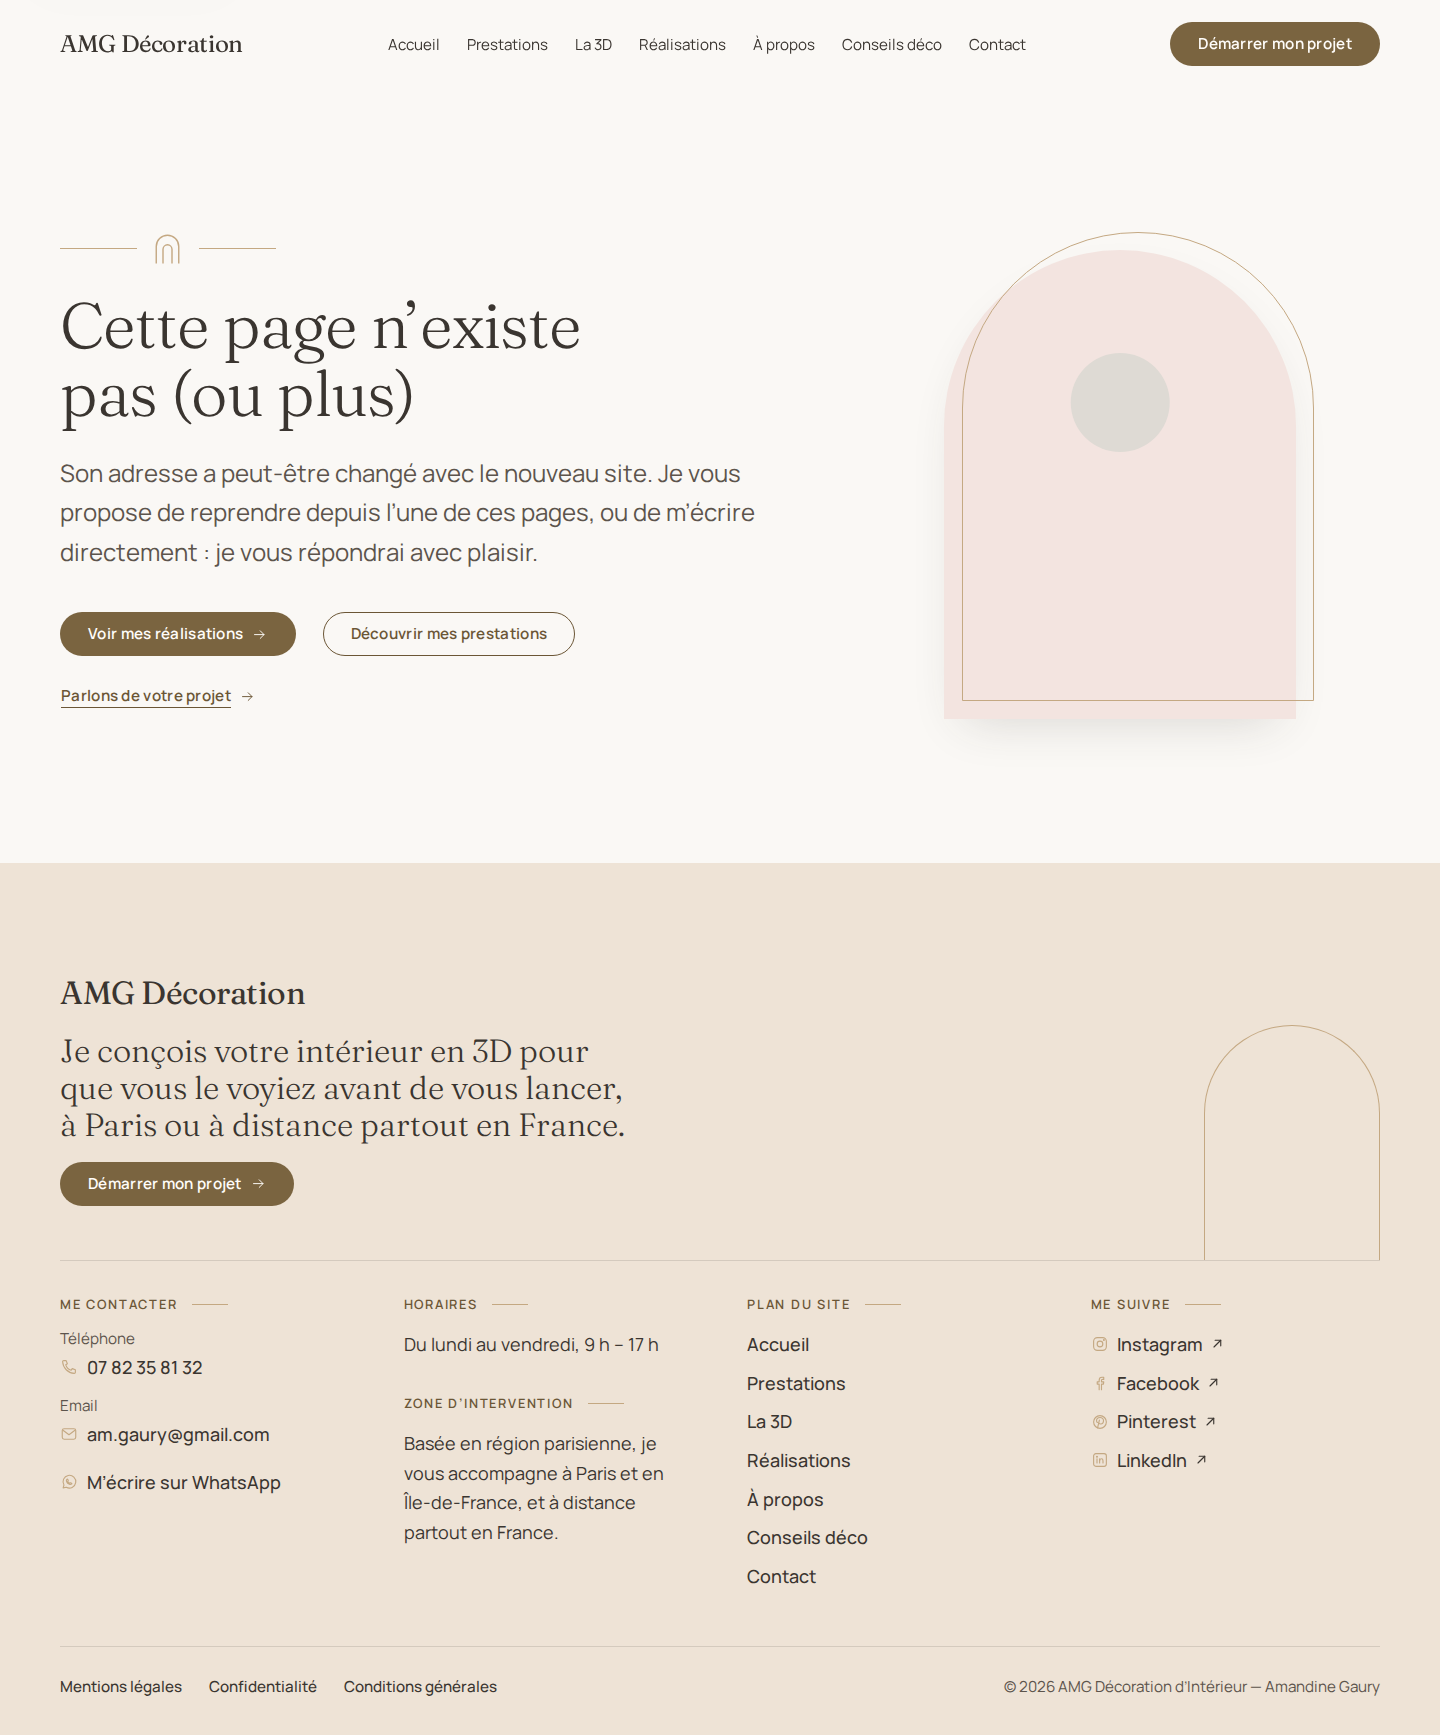 AMG Décoration
Accueil
Prestations
La 3D
Réalisations
À propos
Conseils déco
Contact
Démarrer mon projet
Cette page n’existe
pas (ou plus)
Son adresse a peut-être changé avec le nouveau site. Je vous
propose de reprendre depuis l’une de ces pages, ou de m’écrire
directement : je vous répondrai avec plaisir.
Voir mes réalisations →
Découvrir mes prestations
Parlons de votre projet →
AMG Décoration
Je conçois votre intérieur en 3D pour
que vous le voyiez avant de vous lancer,
à Paris ou à distance partout en France.
Démarrer mon projet →
ME CONTACTER
Téléphone
07 82 35 81 32
Email
am.gaury@gmail.com
M’écrire sur WhatsApp
HORAIRES
Du lundi au vendredi, 9 h – 17 h
ZONE D’INTERVENTION
Basée en région parisienne, je
vous accompagne à Paris et en
Île-de-France, et à distance
partout en France.
PLAN DU SITE
Accueil
Prestations
La 3D
Réalisations
À propos
Conseils déco
Contact
ME SUIVRE
Instagram ↗
Facebook ↗
Pinterest ↗
LinkedIn ↗
Mentions légales
Confidentialité
Conditions générales
© 2026 AMG Décoration d’Intérieur — Amandine Gaury